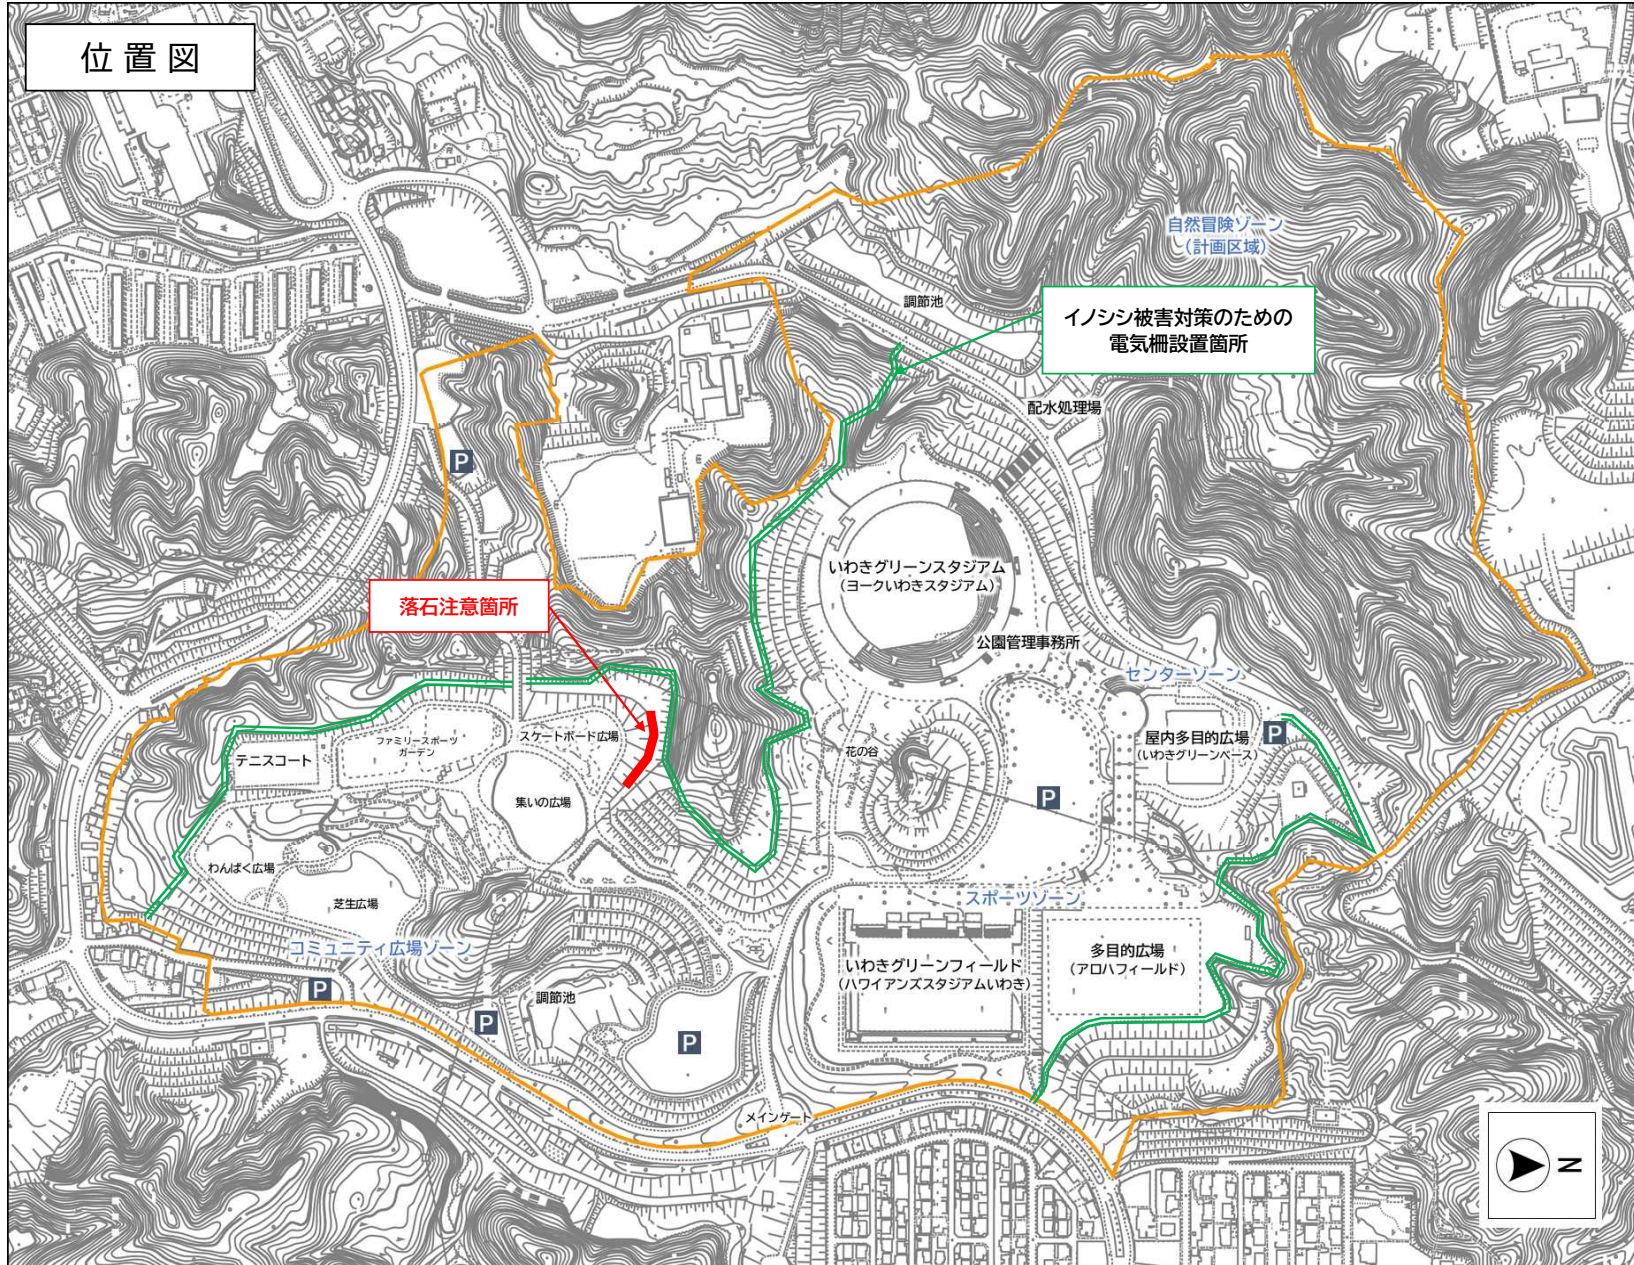 位置図
自然冒険ゾーン
(計画区域)
調節池
イノシシ被害対策のための
電気柵設置箇所
配水処理場
P
いわきグリーンスタジアム
(ヨークいわきスタジアム)
落石注意箇所
公園管理事務所
センターゾーン
スケートボード広場
ファミリースポーツ
ガーデン
テニスコート
花の谷
屋内多目的広場
(いわきグリーンベース)
P
集いの広場
P
わんぱく広場
芝生広場
スポーツゾーン
コミュニティ広場ゾーン
多目的広場
(アロハフィールド)
いわきグリーンフィールド
(ハワイアンズスタジアムいわき)
P
調節池
P
P
メインゲート
N